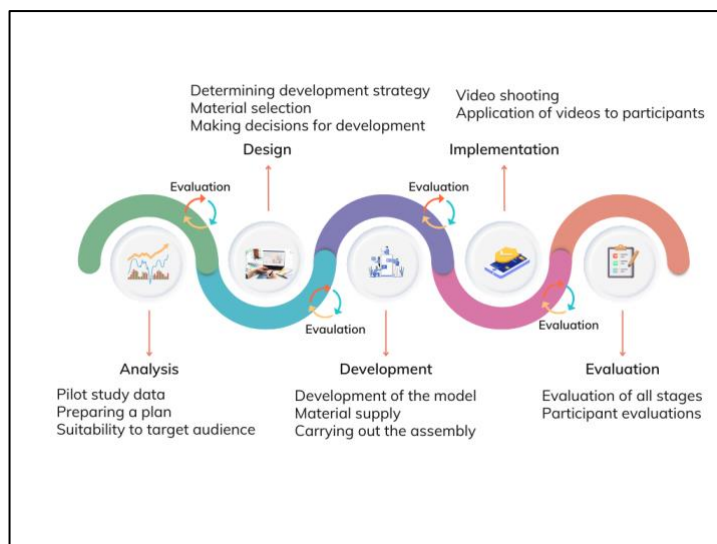 Determining development strategy
Material selection
Making decisions for development
Design
Video shooting
Application of videos to participants
Implementation
Evaluation
Evaluation
Evaulation
Evaluation
Analysis
Pilot study data
Preparing a plan
Suitability to target audience
Development
Development of the model
Material supply
Carrying out the assembly
Evaluation
Evaluation of all stages
Participant evaluations